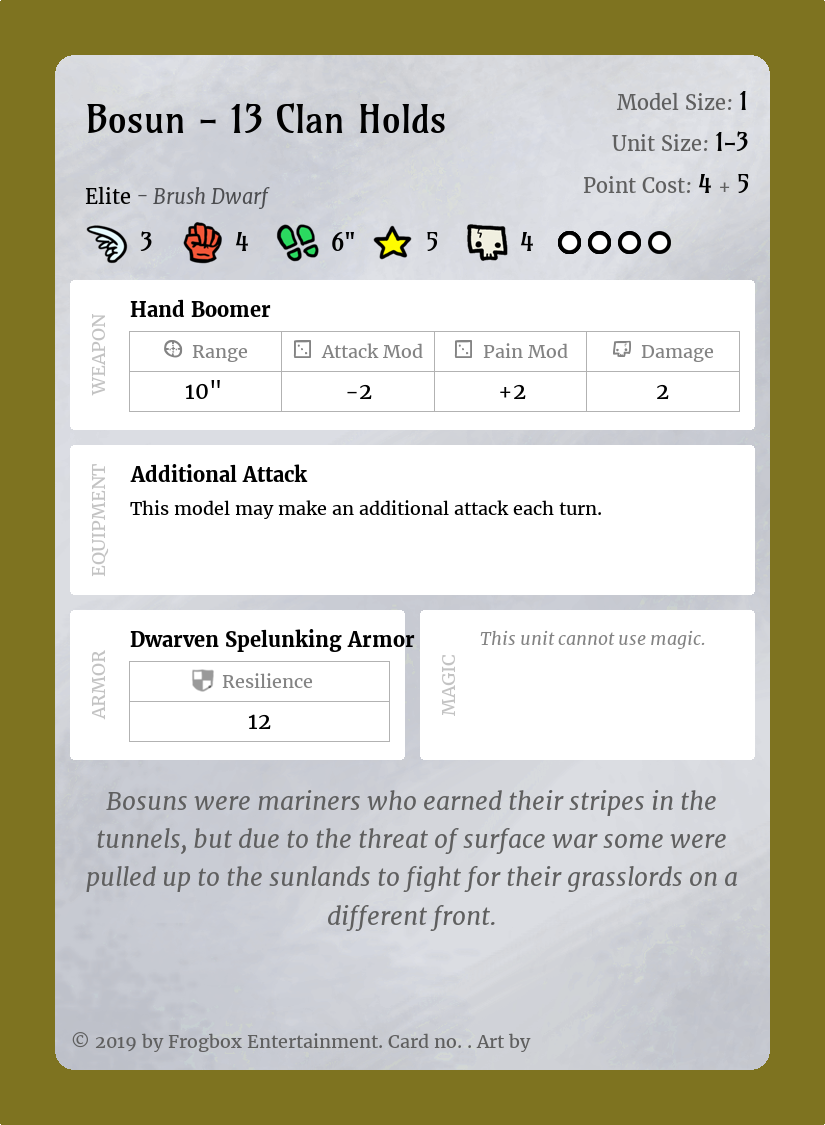 Bosun – 13 Clan Holds
Model Size: 1
Unit Size: 1–3
Point Cost: 4 + 5
Elite – Brush Dwarf
3 4 6" 5 4
WEAPON
Hand Boomer
Range Attack Mod Pain Mod Damage
10" -2 +2 2
EQUIPMENT
Additional Attack
This model may make an additional attack each turn.
ARMOR
Dwarven Spelunking Armor
Resilience
12
MAGIC
This unit cannot use magic.
Bosuns were mariners who earned their stripes in the
tunnels, but due to the threat of surface war some were
pulled up to the sunlands to fight for their grasslords on a
different front.
© 2019 by Frogbox Entertainment. Card no. . Art by